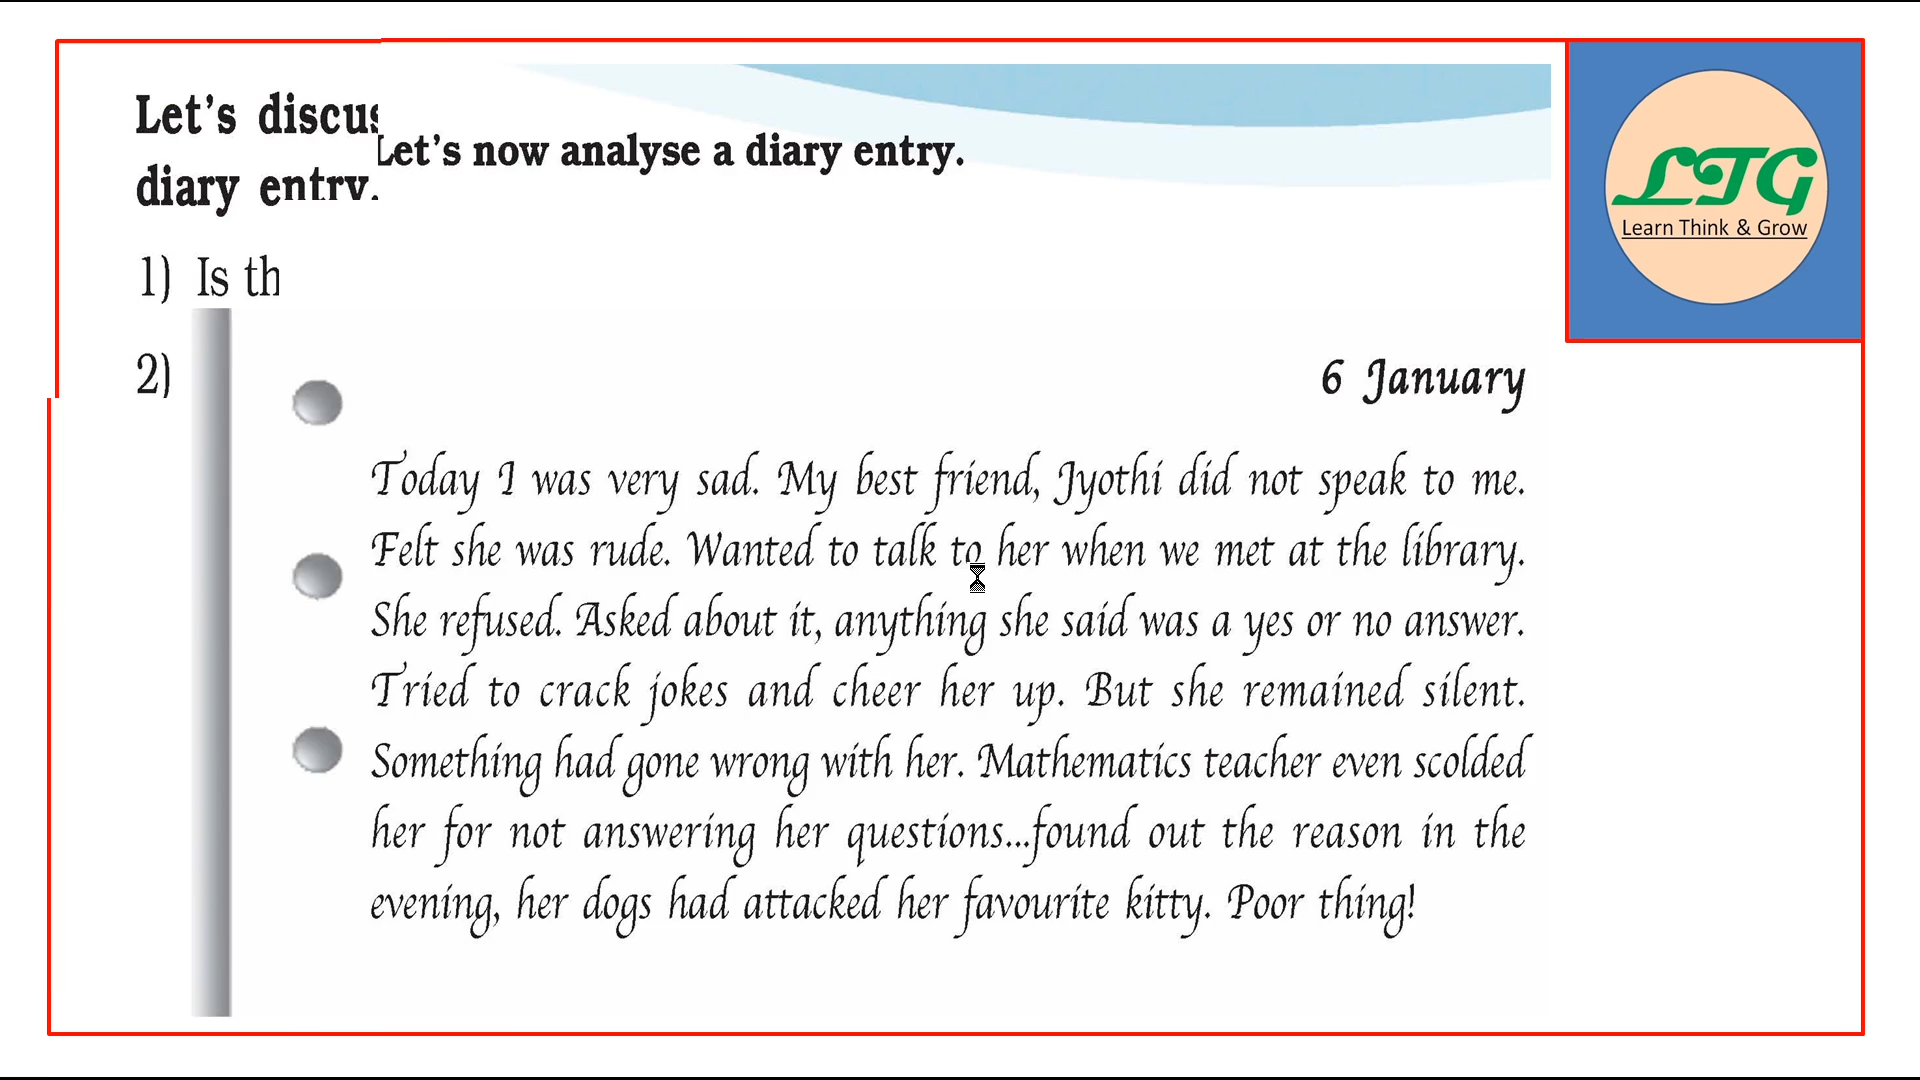 Let's discus
diary entry.
Let's now analyse a diary entry.
1) Is th
2)
6 January
Today I was very sad. My best friend, Jyothi did not speak to me.
Felt she was rude. Wanted to talk to her when we met at the library.
She refused. Asked about it, anything she said was a yes or no answer.
Tried to crack jokes and cheer her up. But she remained silent.
Something had gone wrong with her. Mathematics teacher even scolded
her for not answering her questions...found out the reason in the
evening, her dogs had attacked her favourite kitty. Poor thing!
LTG
Learn Think & Grow